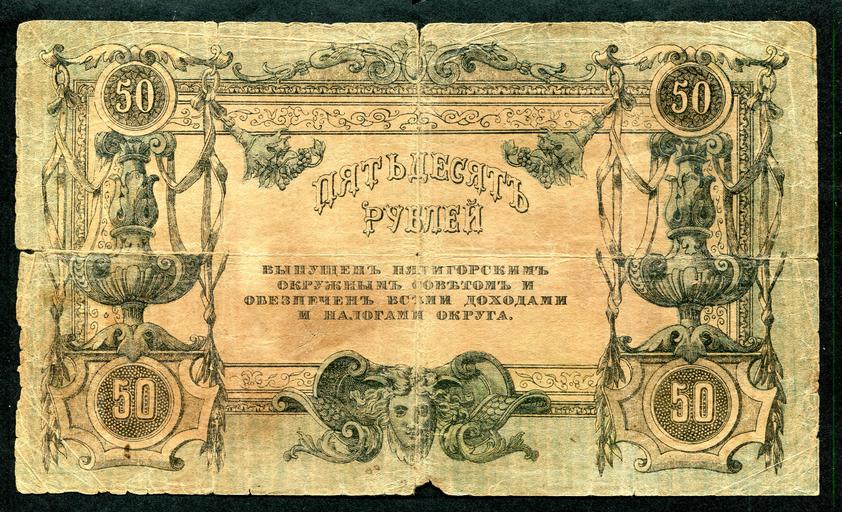 50 50
ПЯТЬДЕСЯТЪ
РУБЛЕЙ
ВЫПУЩЕНЪ ПЯТИГОРСКИМЪ
ОКРУЖНЫМЪ СОВѢТОМЪ И
ОБЕЗПЕЧЕНЪ ВСѢМИ ДОХОДАМИ
И НАЛОГАМИ ОКРУГА.
50 50